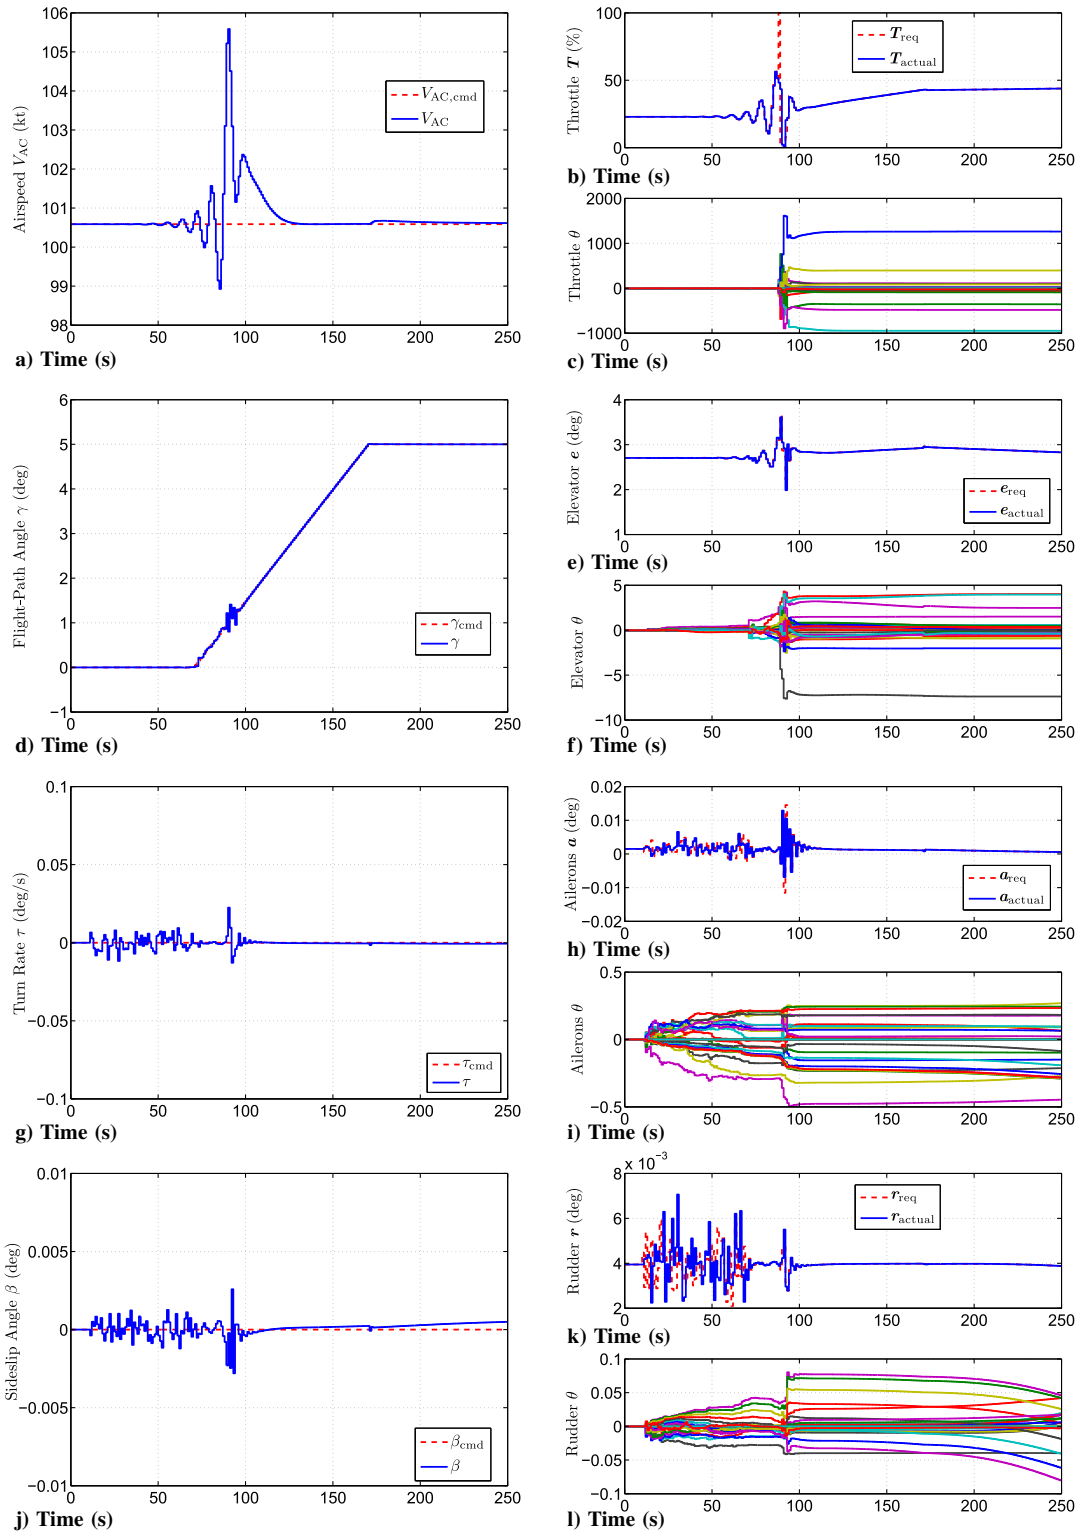 106
105
104
103
102
101
100
99
98
Airspeed V_AC (kt)
V_AC,cmd
V_AC
0 50 100 150 200 250
a) Time (s)
100
50
0
Throttle T (%)
T_req
T_actual
0 50 100 150 200 250
b) Time (s)
2000
1000
0
−1000
Throttle θ
0 50 100 150 200 250
c) Time (s)
6
5
4
3
2
1
0
−1
Flight-Path Angle γ (deg)
γ_cmd
γ
0 50 100 150 200 250
d) Time (s)
4
3
2
1
Elevator e (deg)
e_req
e_actual
0 50 100 150 200 250
e) Time (s)
5
0
−5
−10
Elevator θ
0 50 100 150 200 250
f) Time (s)
0.1
0.05
0
−0.05
−0.1
Turn Rate τ (deg/s)
τ_cmd
τ
0 50 100 150 200 250
g) Time (s)
0.02
0.01
0
−0.01
−0.02
Ailerons a (deg)
a_req
a_actual
0 50 100 150 200 250
h) Time (s)
0.5
0
−0.5
Ailerons θ
0 50 100 150 200 250
i) Time (s)
0.01
0.005
0
−0.005
−0.01
Sideslip Angle β (deg)
β_cmd
β
0 50 100 150 200 250
j) Time (s)
x 10⁻³
8
6
4
2
Rudder r (deg)
r_req
r_actual
0 50 100 150 200 250
k) Time (s)
0.1
0.05
0
−0.05
−0.1
Rudder θ
0 50 100 150 200 250
l) Time (s)